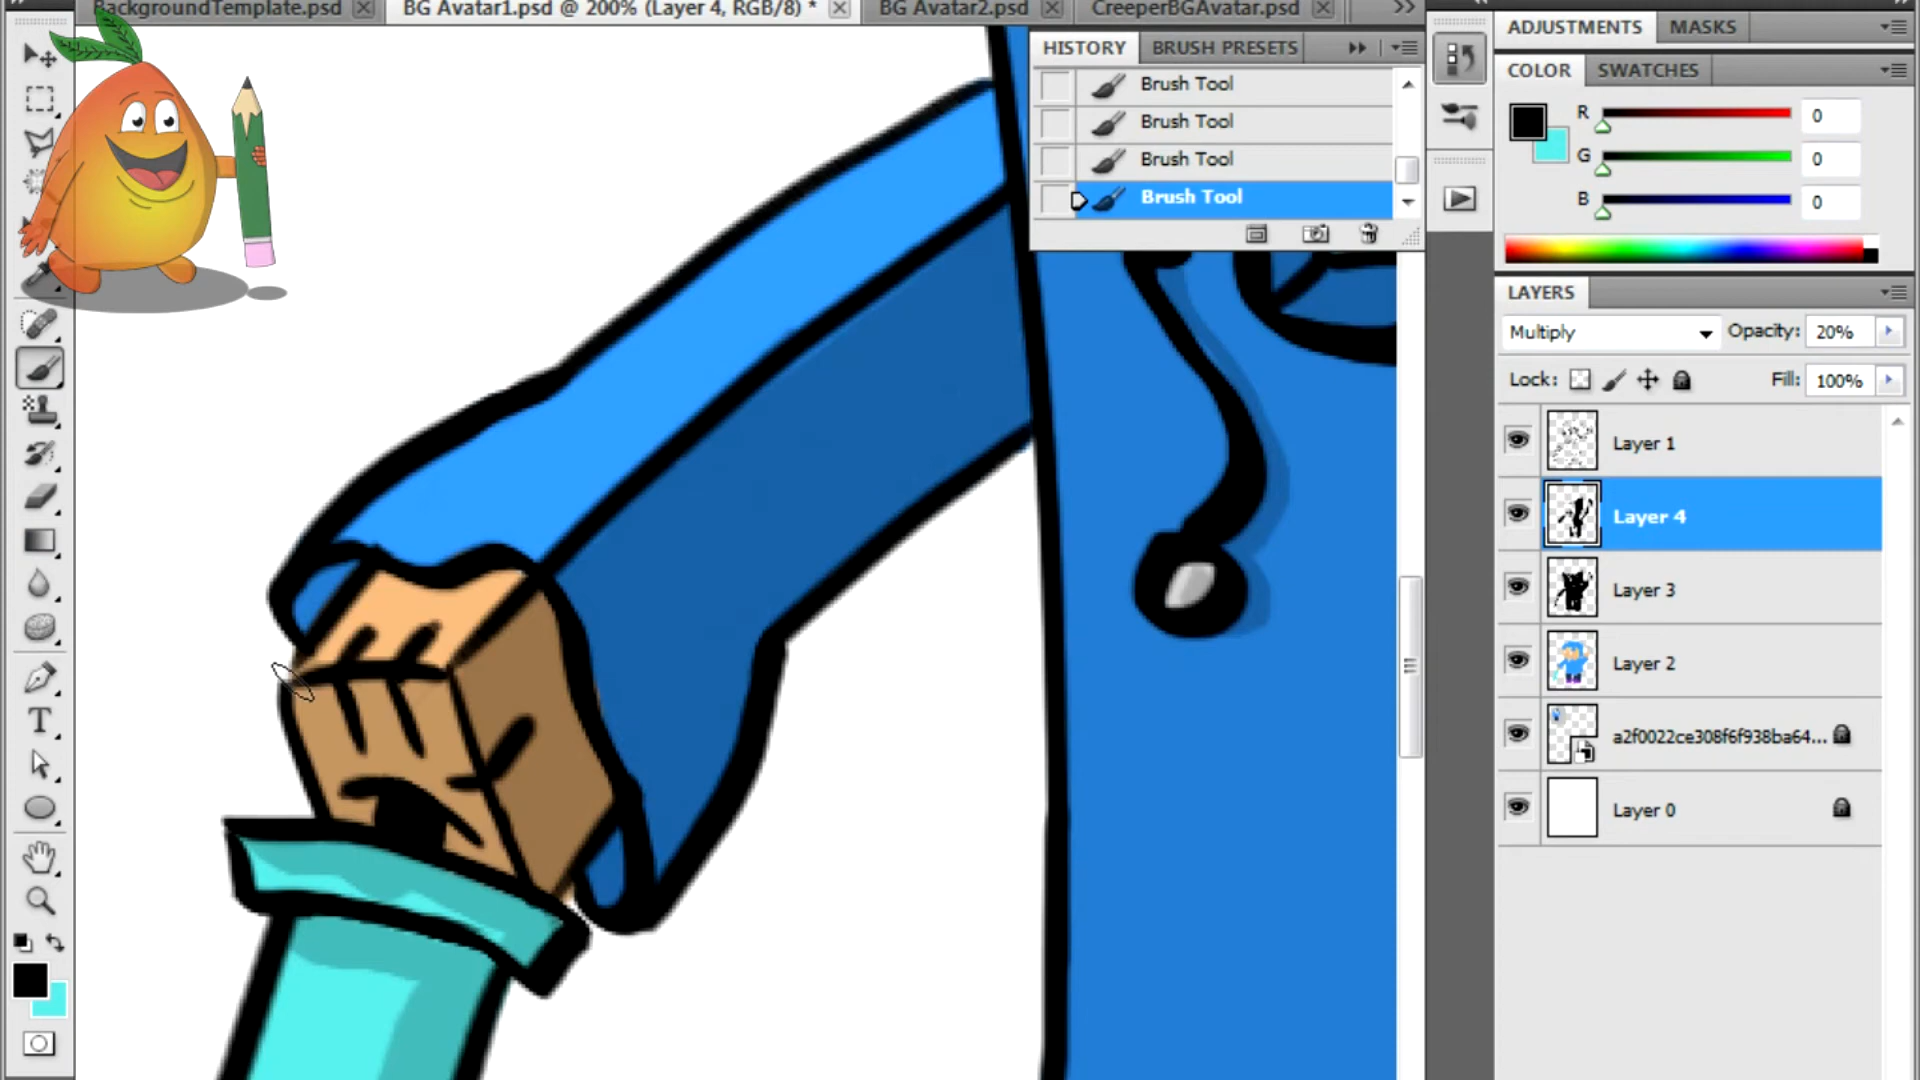 BackgroundTemplate.psd
BG Avatar1.psd @ 200% (Layer 4, RGB/8) *
BG Avatar2.psd
CreeperBGAvatar.psd
>>
HISTORY
BRUSH PRESETS
Brush Tool
Brush Tool
Brush Tool
Brush Tool
ADJUSTMENTS
MASKS
COLOR
SWATCHES
R
0
G
0
B
0
LAYERS
Multiply
Opacity: 20%
Lock:
Fill: 100%
Layer 1
Layer 4
Layer 3
Layer 2
a2f0022ce308f6f938ba64...
Layer 0
T